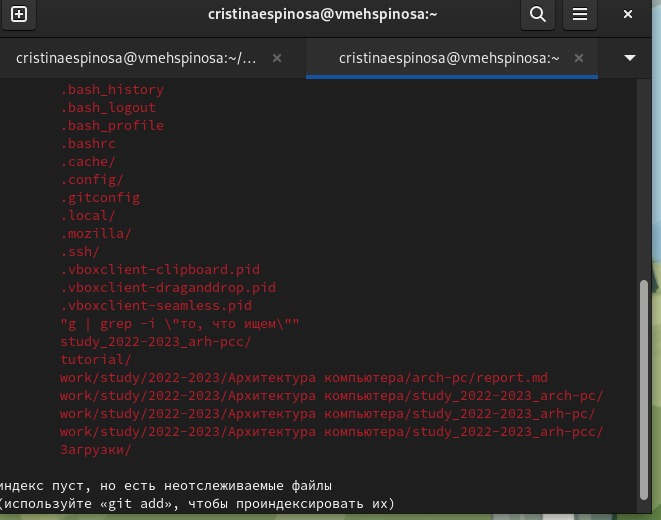 cristinaespinosa@vmehspinosa:~
cristinaespinosa@vmehspinosa:~/...
cristinaespinosa@vmehspinosa:~
.bash_history
.bash_logout
.bash_profile
.bashrc
.cache/
.config/
.gitconfig
.local/
.mozilla/
.ssh/
.vboxclient-clipboard.pid
.vboxclient-draganddrop.pid
.vboxclient-seamless.pid
"g | grep -i \"то, что ищем\""
study_2022-2023_arh-pcc/
tutorial/
work/study/2022-2023/Архитектура компьютера/arch-pc/report.md
work/study/2022-2023/Архитектура компьютера/study_2022-2023_arch-pc/
work/study/2022-2023/Архитектура компьютера/study_2022-2023_arh-pc/
work/study/2022-2023/Архитектура компьютера/study_2022-2023_arh-pcc/
Загрузки/
индекс пуст, но есть неотслеживаемые файлы
(используйте «git add», чтобы проиндексировать их)